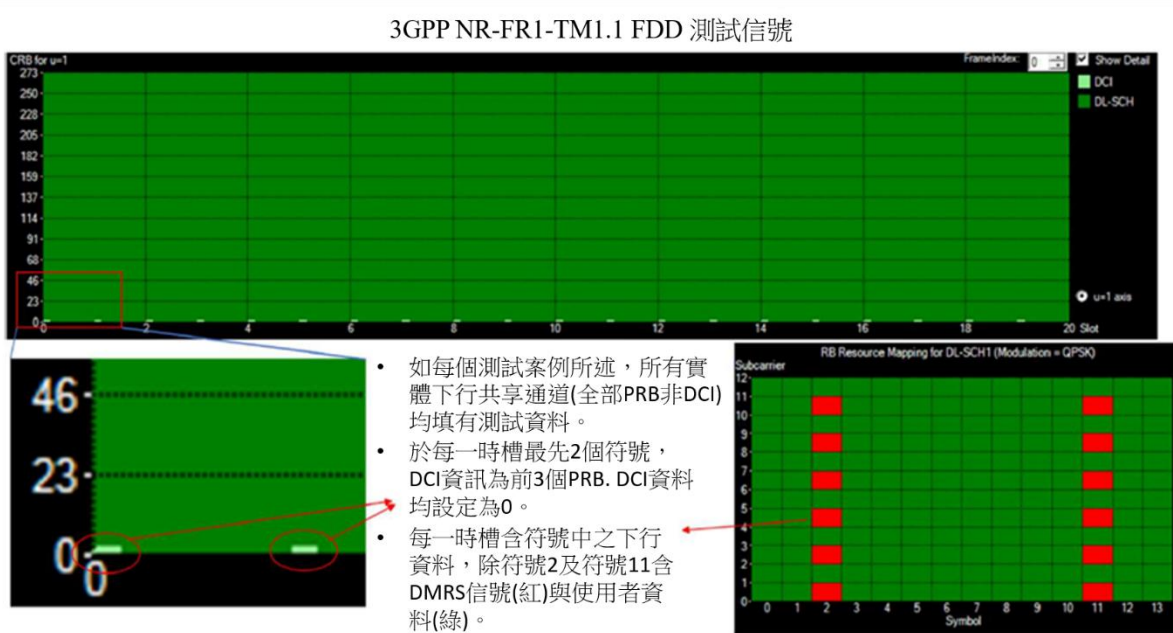 3GPP NR-FR1-TM1.1 FDD 測試信號
CRB for u=1
FrameIndex: 0
Show Detail
DCI
DL-SCH
273
250
228
205
182
159
137
114
91
68
46
23
0
0 2 4 6 8 10 12 14 16 18 20 Slot
u=1 axis
46
23
0
0
• 如每個測試案例所述,所有實
體下行共享通道(全部PRB非DCI)
均填有測試資料。
• 於每一時槽最先2個符號,
DCI資訊為前3個PRB. DCI資料
均設定為0。
• 每一時槽含符號中之下行
資料,除符號2及符號11含
DMRS信號(紅)與使用者資
料(綠)。
RB Resource Mapping for DL-SCH1 (Modulation = QPSK)
Subcarrier
12
11
10
9
8
7
6
5
4
3
2
1
0
0 1 2 3 4 5 6 7 8 9 10 11 12 13
Symbol